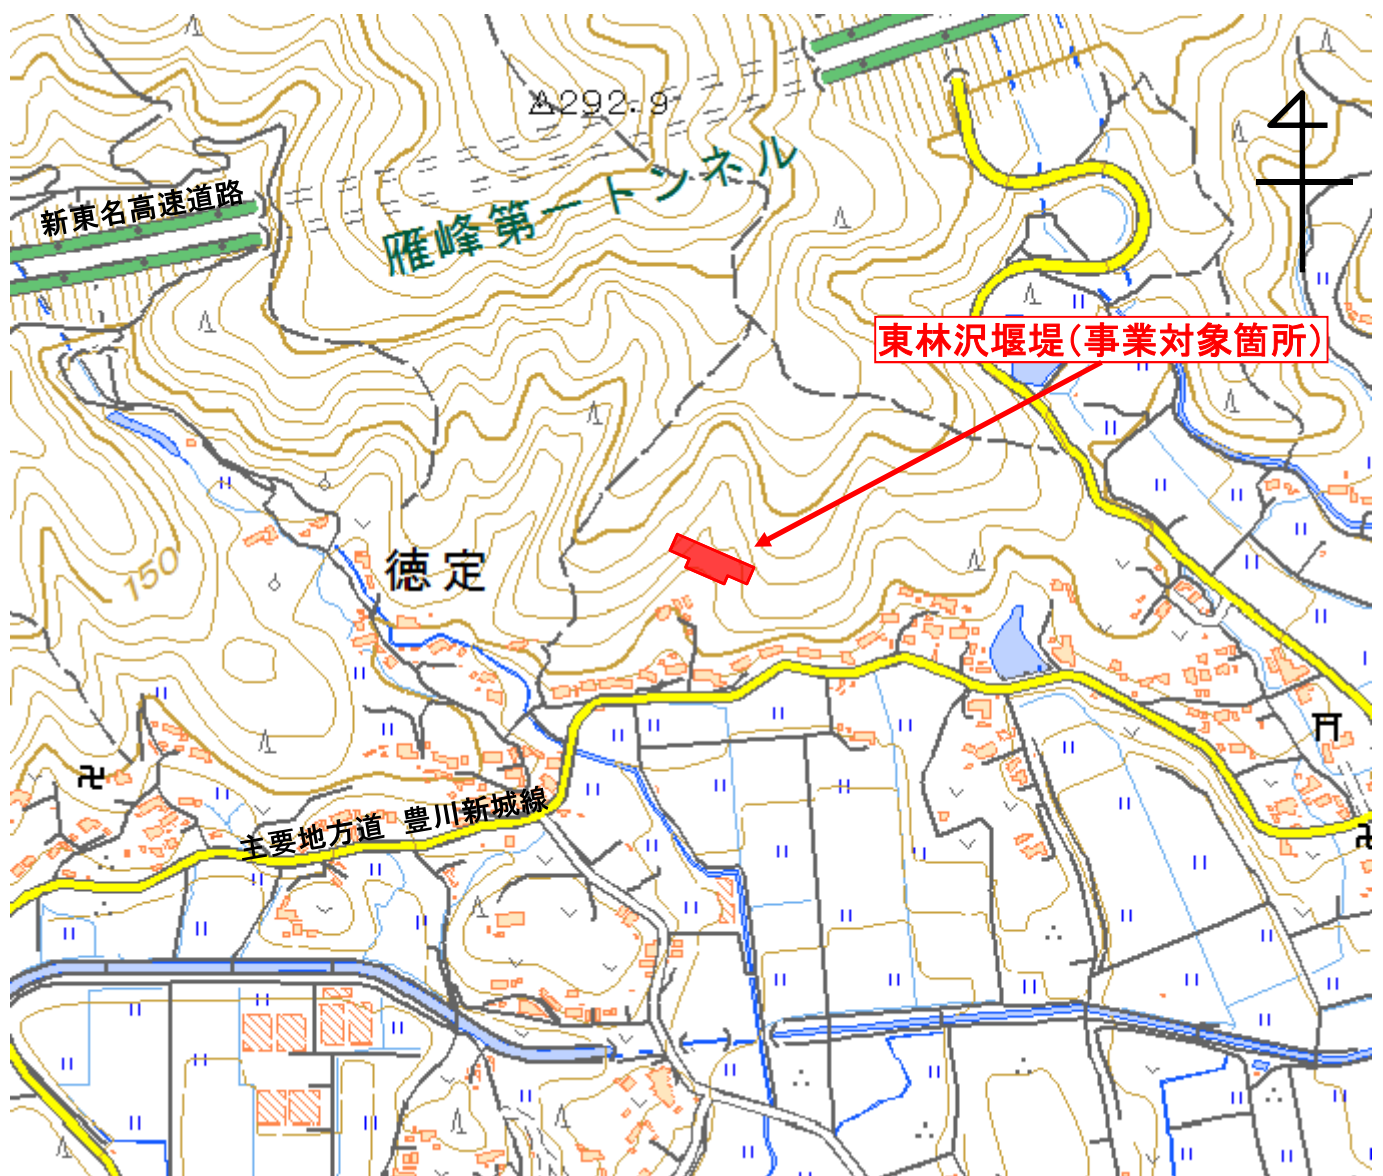 292.9
雁峰第一トンネル
新東名高速道路
東林沢堰堤(事業対象箇所)
徳定
150
主要地方道 豊川新城線